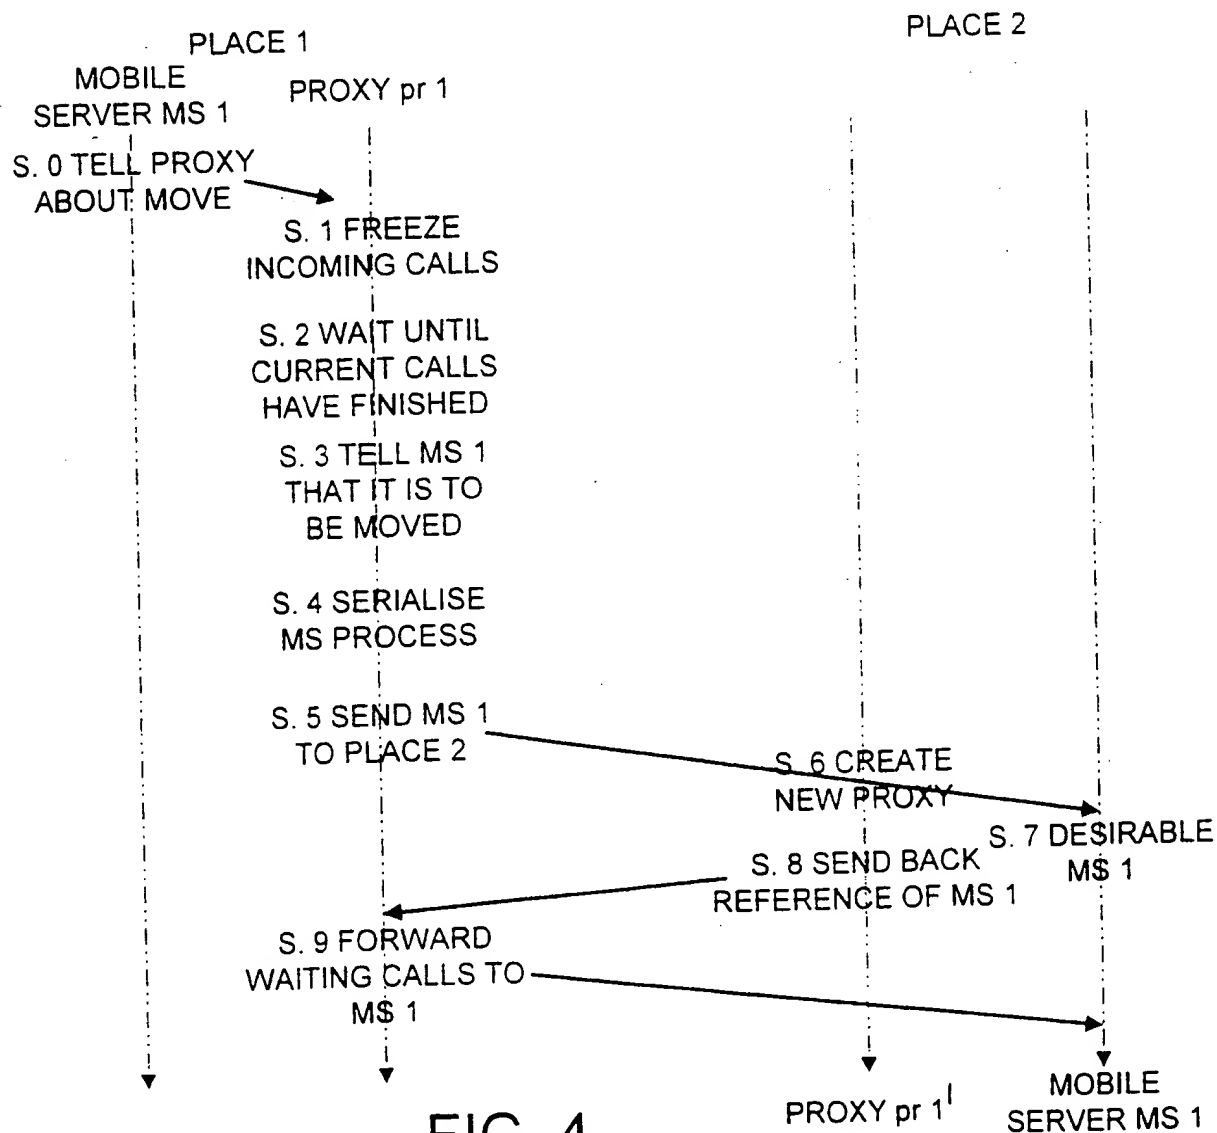 PLACE 1
PLACE 2
MOBILE
SERVER MS 1
PROXY pr 1
S. 0 TELL PROXY
ABOUT MOVE
S. 1 FREEZE
INCOMING CALLS
S. 2 WAIT UNTIL
CURRENT CALLS
HAVE FINISHED
S. 3 TELL MS 1
THAT IT IS TO
BE MOVED
S. 4 SERIALISE
MS PROCESS
S. 5 SEND MS 1
TO PLACE 2
S. 6 CREATE
NEW PROXY
S. 7 DESIRABLE
MS 1
S. 8 SEND BACK
REFERENCE OF MS 1
S. 9 FORWARD
WAITING CALLS TO
MS 1
PROXY pr 1'
MOBILE
SERVER MS 1
FIG. 4